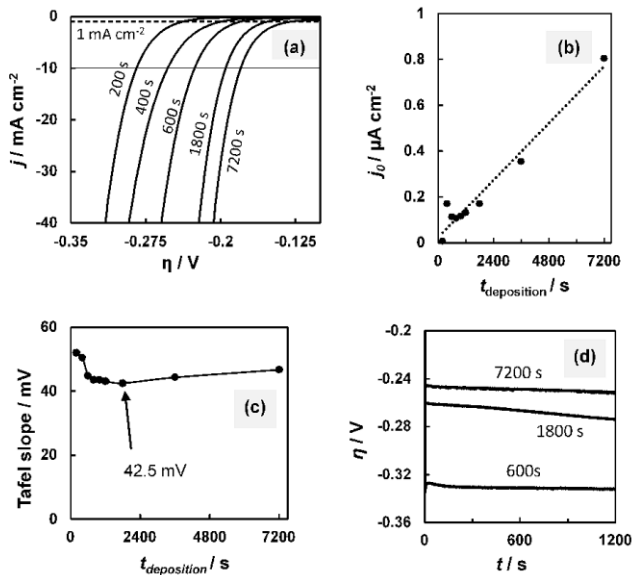 0
1 mA cm⁻²
(a)
-10
-20
-30
-40
j / mA cm⁻²
200 s
400 s
600 s
1800 s
7200 s
-0.35
-0.275
-0.2
-0.125
η / V
1
(b)
0.8
0.6
0.4
0.2
0
j₀ / µA cm⁻²
0
2400
4800
7200
t_deposition / s
60
40
20
0
Tafel slope / mV
(c)
42.5 mV
0
2400
4800
7200
t_deposition / s
-0.2
(d)
-0.24
-0.28
-0.32
-0.36
η / V
7200 s
1800 s
600s
0
600
1200
t / s